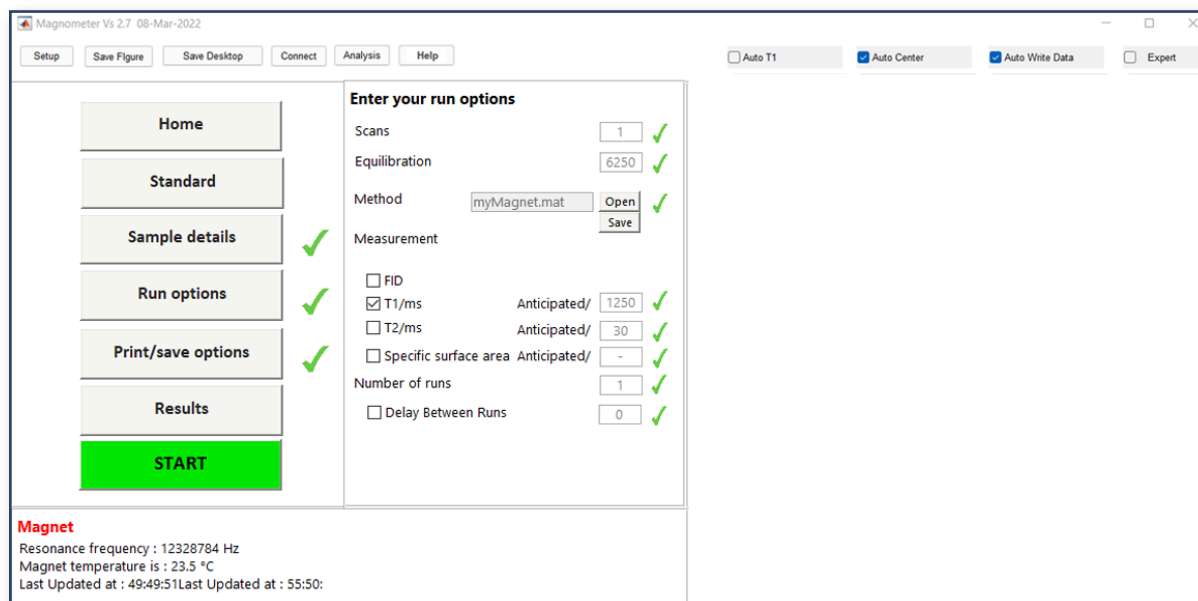 Magnometer Vs 2.7 08-Mar-2022
Setup Save FIgure Save Desktop Connect Analysis Help Auto T1 Auto Center Auto Write Data Expert
Home
Standard
Sample details
Run options
Print/save options
Results
START
Enter your run options
Scans 1
Equilibration 6250
Method myMagnet.mat Open
Save
Measurement
FID
T1/ms Anticipated/ 1250
T2/ms Anticipated/ 30
Specific surface area Anticipated/ -
Number of runs 1
Delay Between Runs 0
Magnet
Resonance frequency : 12328784 Hz
Magnet temperature is : 23.5 °C
Last Updated at : 49:49:51Last Updated at : 55:50: